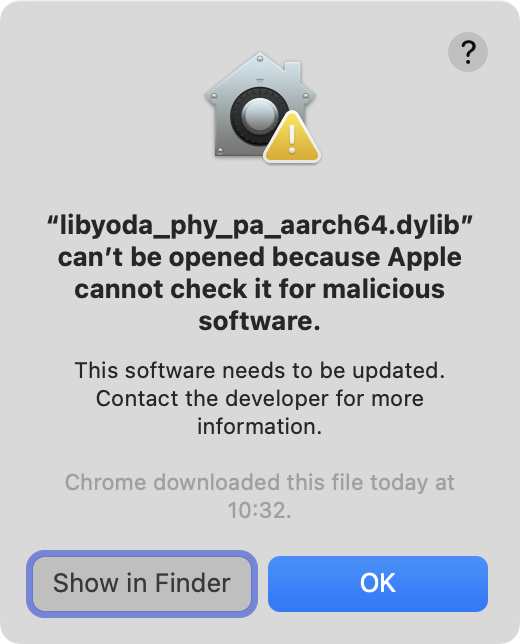 ?
“libyoda_phy_pa_aarch64.dylib”
can’t be opened because Apple
cannot check it for malicious
software.
This software needs to be updated.
Contact the developer for more
information.
Chrome downloaded this file today at
10:32.
Show in Finder
OK